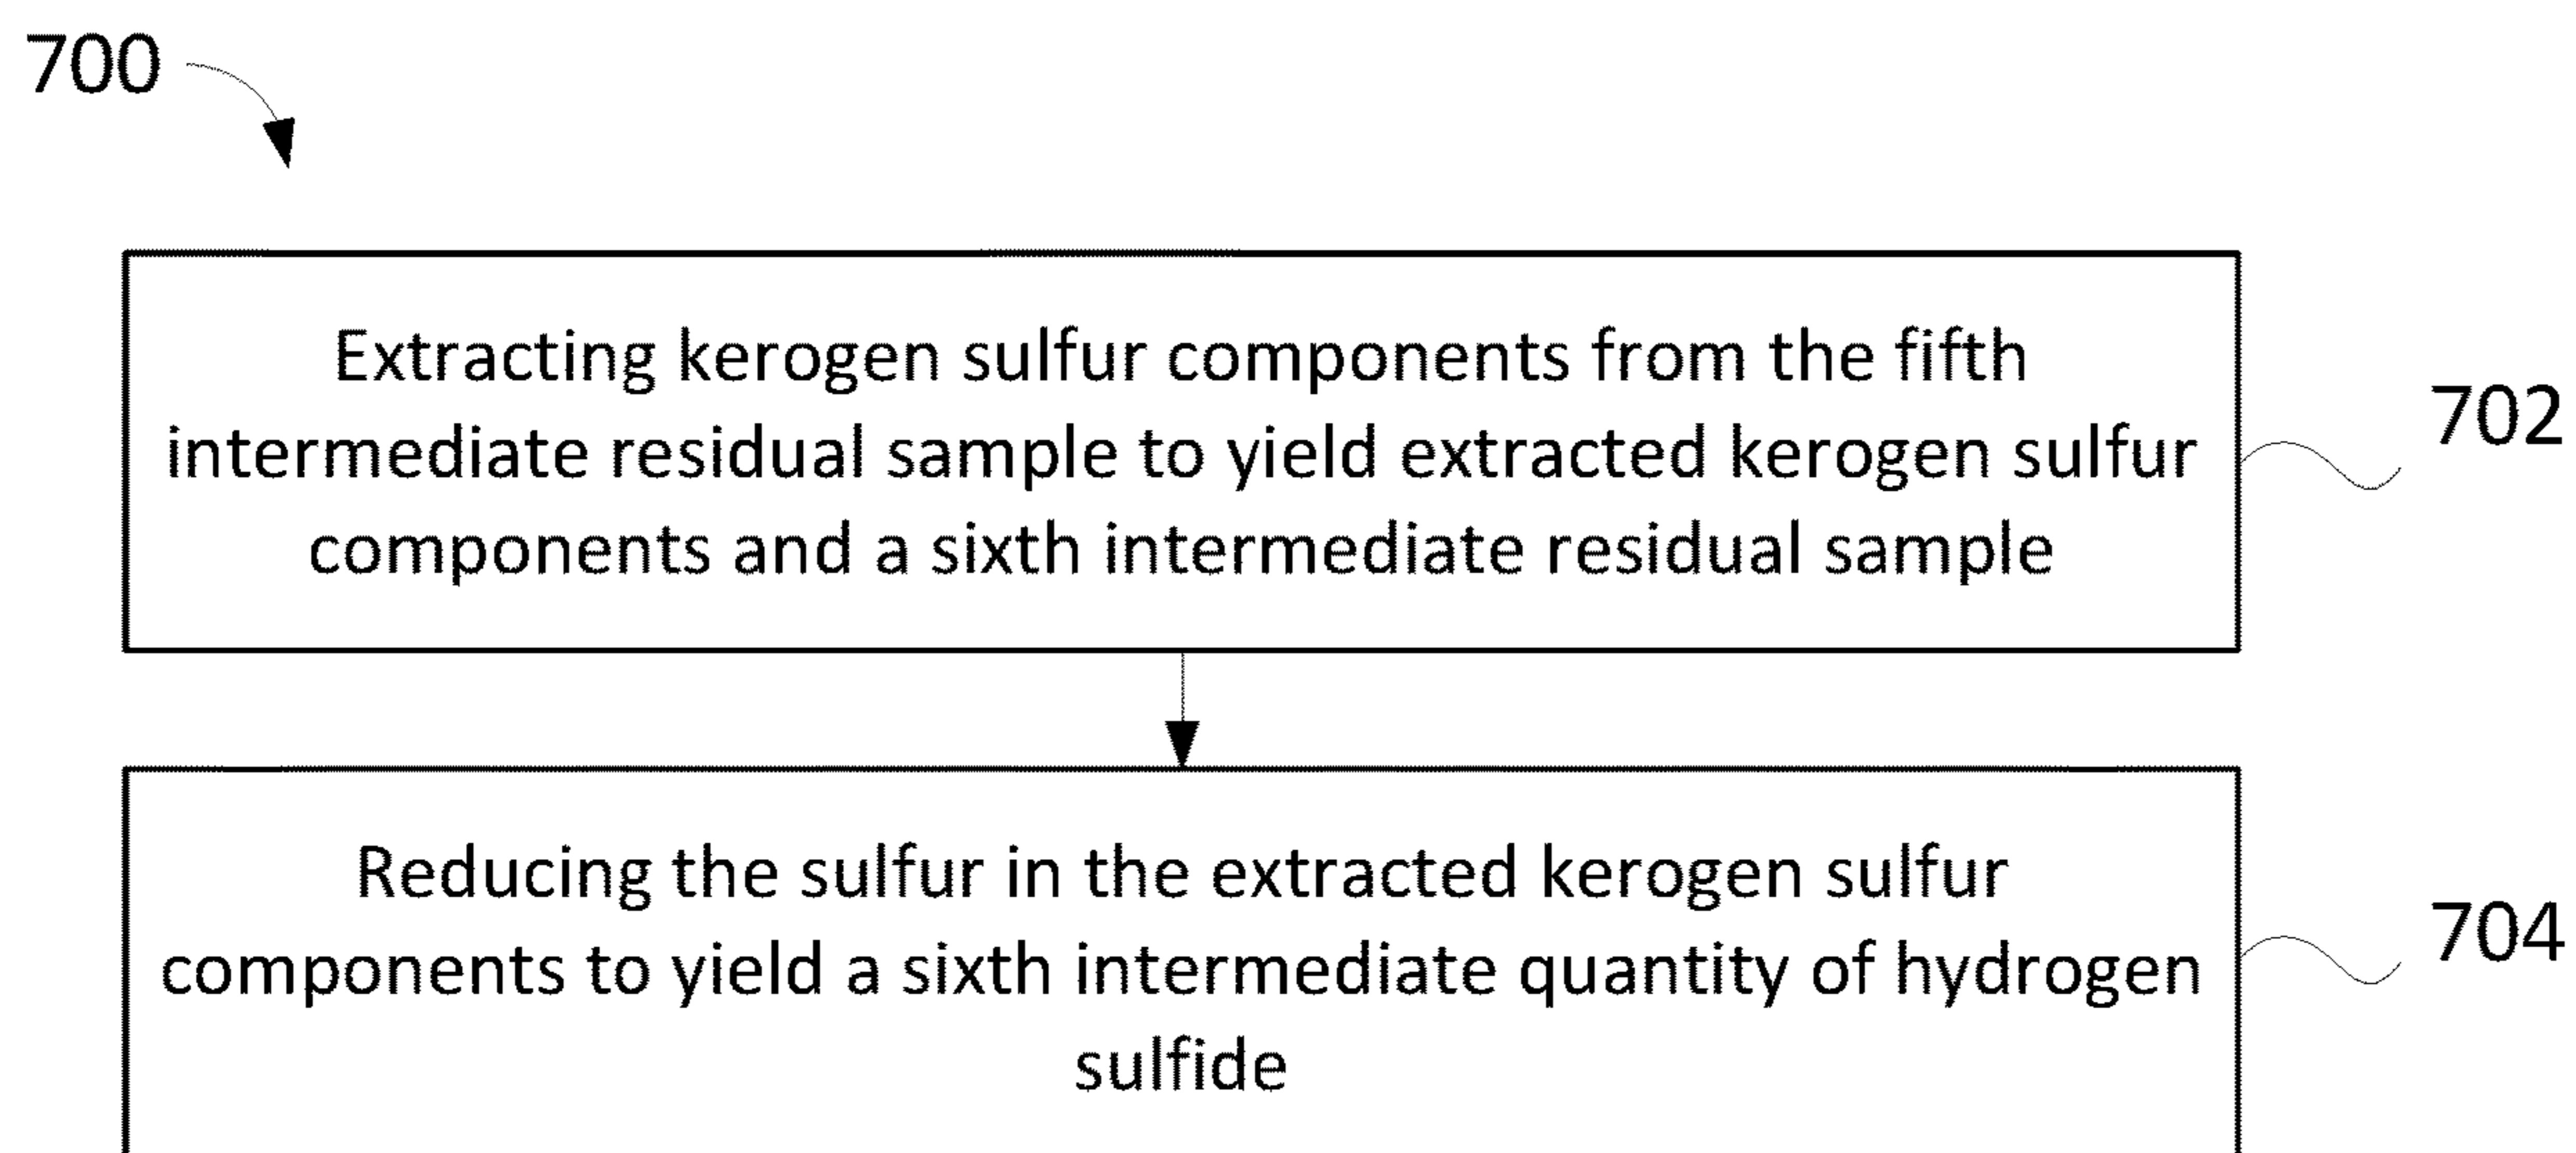 700
Extracting kerogen sulfur components from the fifth
intermediate residual sample to yield extracted kerogen sulfur
components and a sixth intermediate residual sample
702
Reducing the sulfur in the extracted kerogen sulfur
components to yield a sixth intermediate quantity of hydrogen
sulfide
704